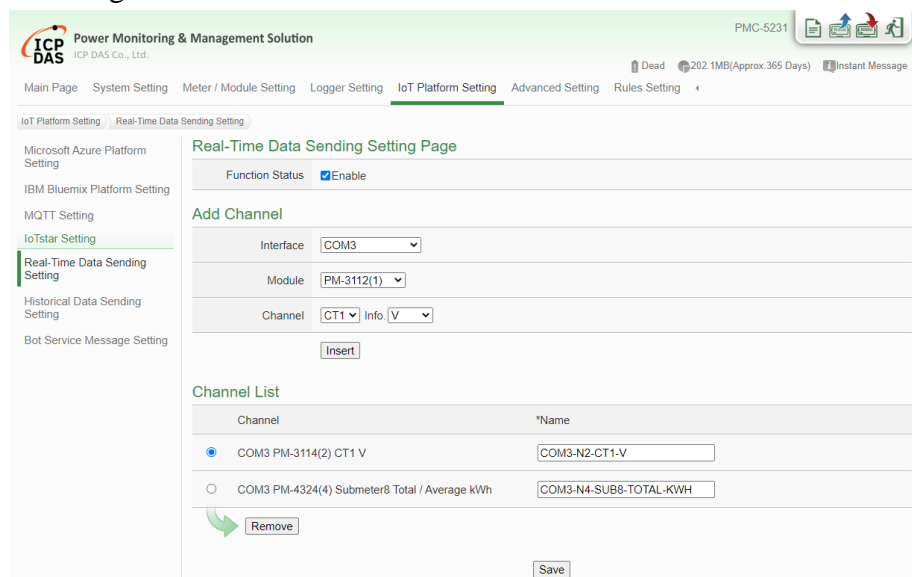 PMC-5231
ICP DAS
Power Monitoring & Management Solution
ICP DAS Co., Ltd.
Dead 202.1MB(Approx.365 Days) Instant Message
Main Page System Setting Meter / Module Setting Logger Setting IoT Platform Setting Advanced Setting Rules Setting
IoT Platform Setting Real-Time Data Sending Setting
Microsoft Azure Platform
Setting
IBM Bluemix Platform Setting
MQTT Setting
IoTstar Setting
Real-Time Data Sending
Setting
Historical Data Sending
Setting
Bot Service Message Setting
Real-Time Data Sending Setting Page
Function Status Enable
Add Channel
Interface COM3
Module PM-3112(1)
Channel CT1 Info. V
Insert
Channel List
Channel *Name
COM3 PM-3114(2) CT1 V COM3-N2-CT1-V
COM3 PM-4324(4) Submeter8 Total / Average kWh COM3-N4-SUB8-TOTAL-KWH
Remove
Save